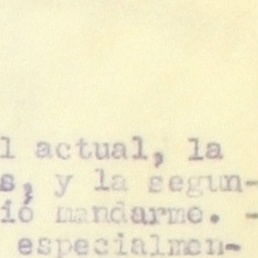 l actual, la
s, y la segun-
ió mandarme. -
especialmen-